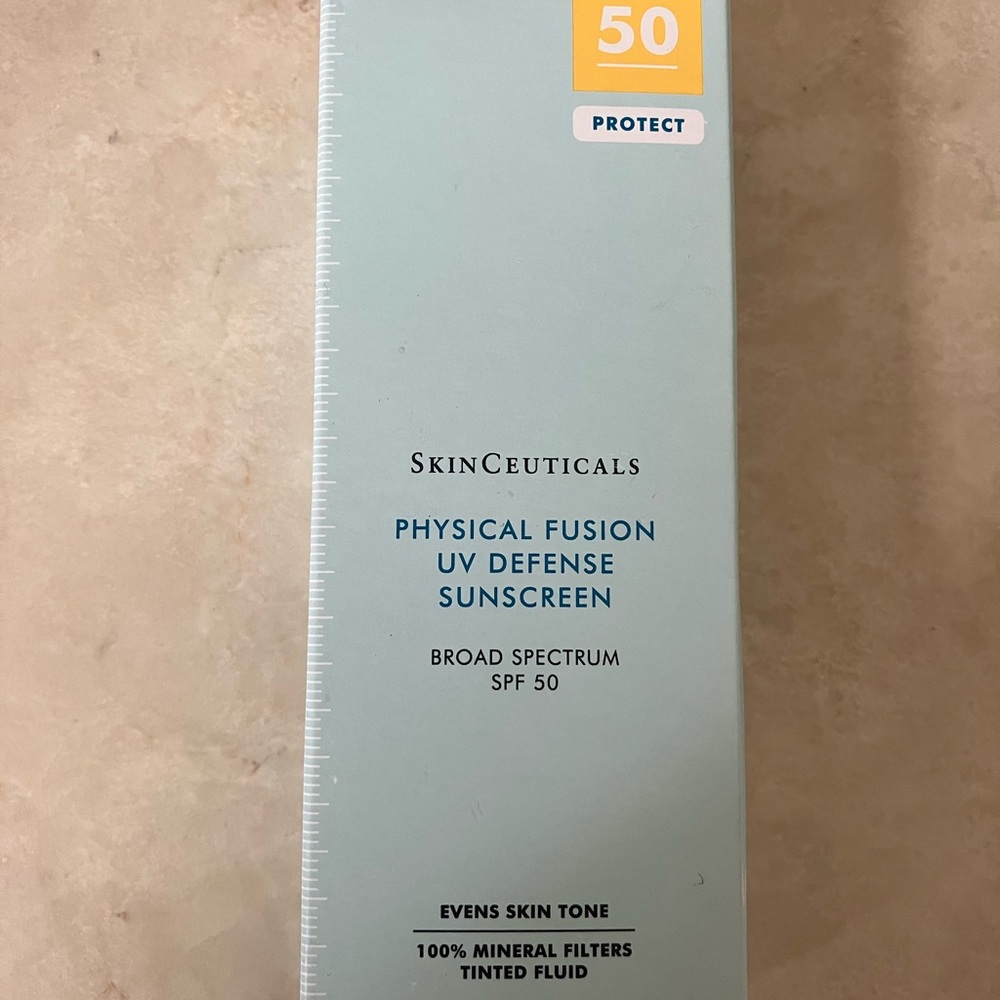 50
PROTECT
SKINCEUTICALS
PHYSICAL FUSION
UV DEFENSE
SUNSCREEN
BROAD SPECTRUM
SPF 50
EVENS SKIN TONE
100% MINERAL FILTERS
TINTED FLUID